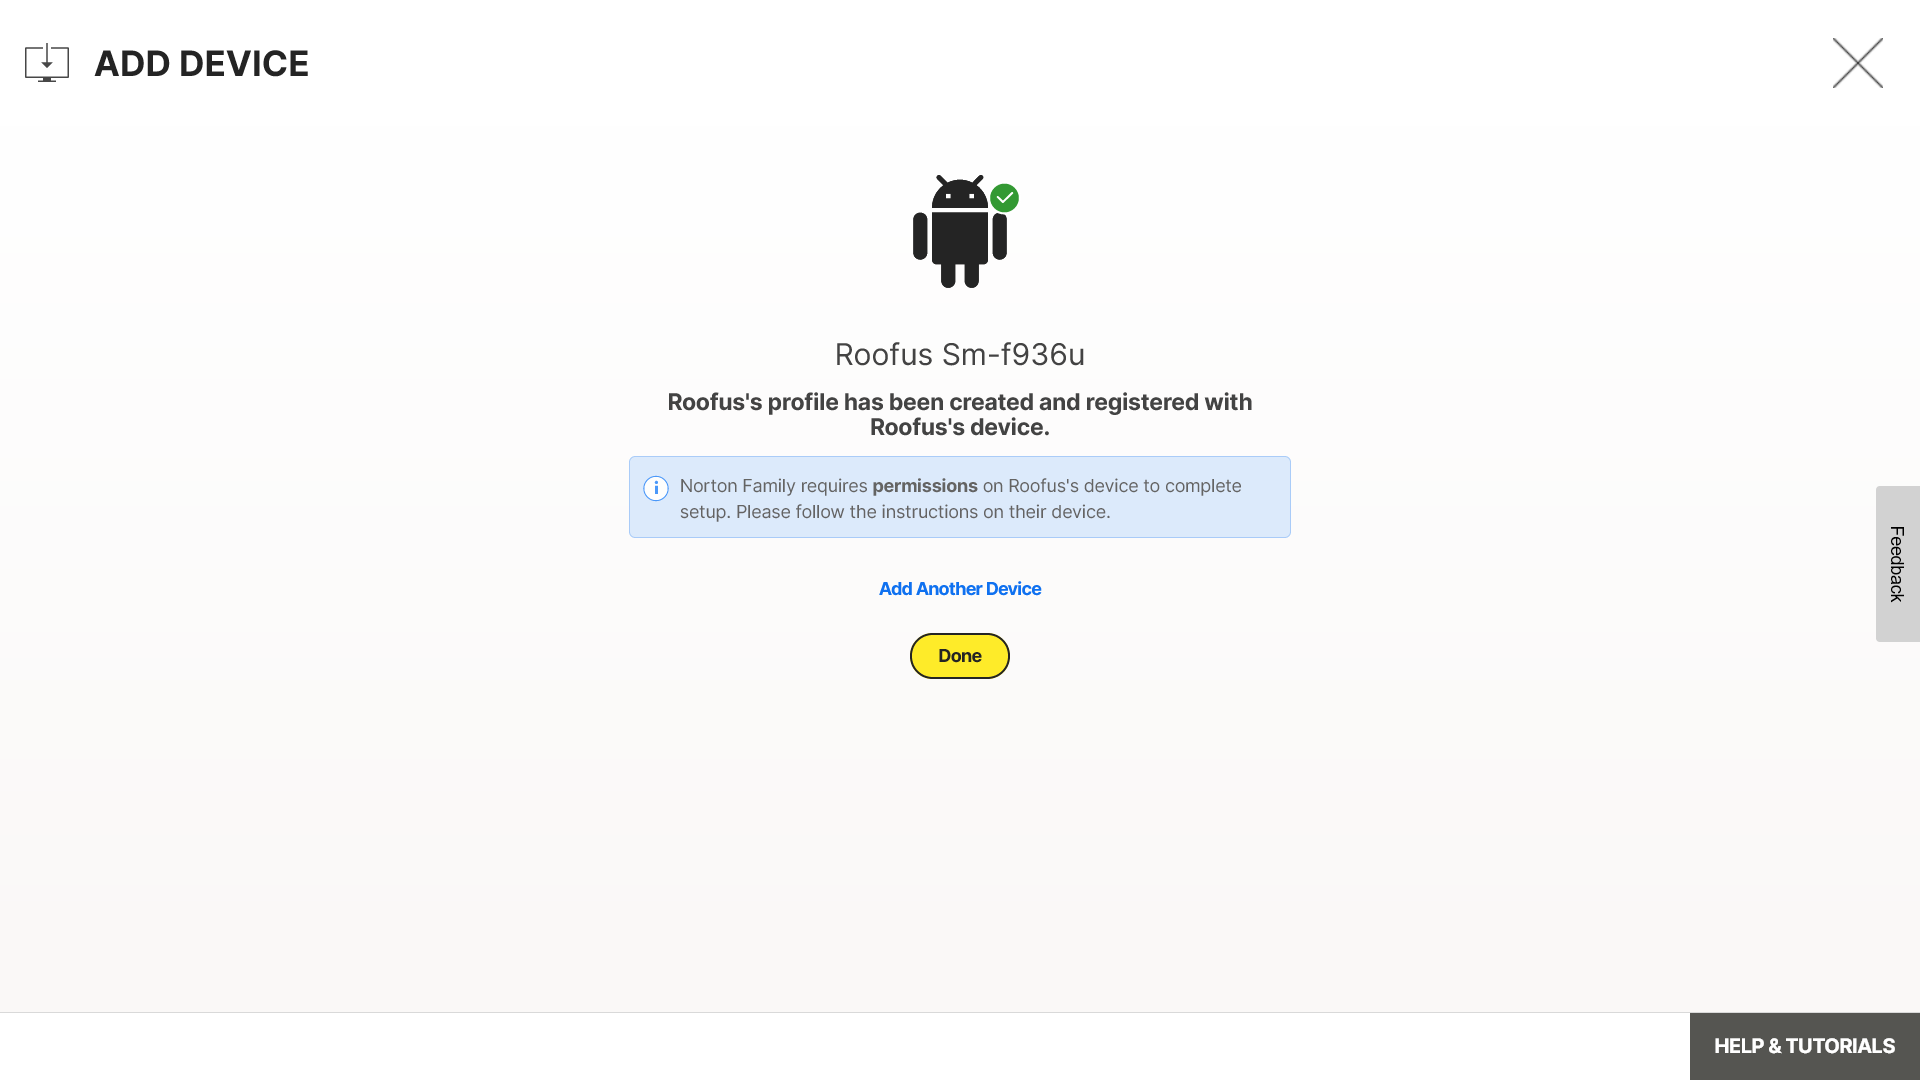 ADD DEVICE
Roofus Sm-f936u
Roofus's profile has been created and registered with
Roofus's device.
Norton Family requires permissions on Roofus's device to complete
setup. Please follow the instructions on their device.
Add Another Device
Done
Feedback
HELP & TUTORIALS